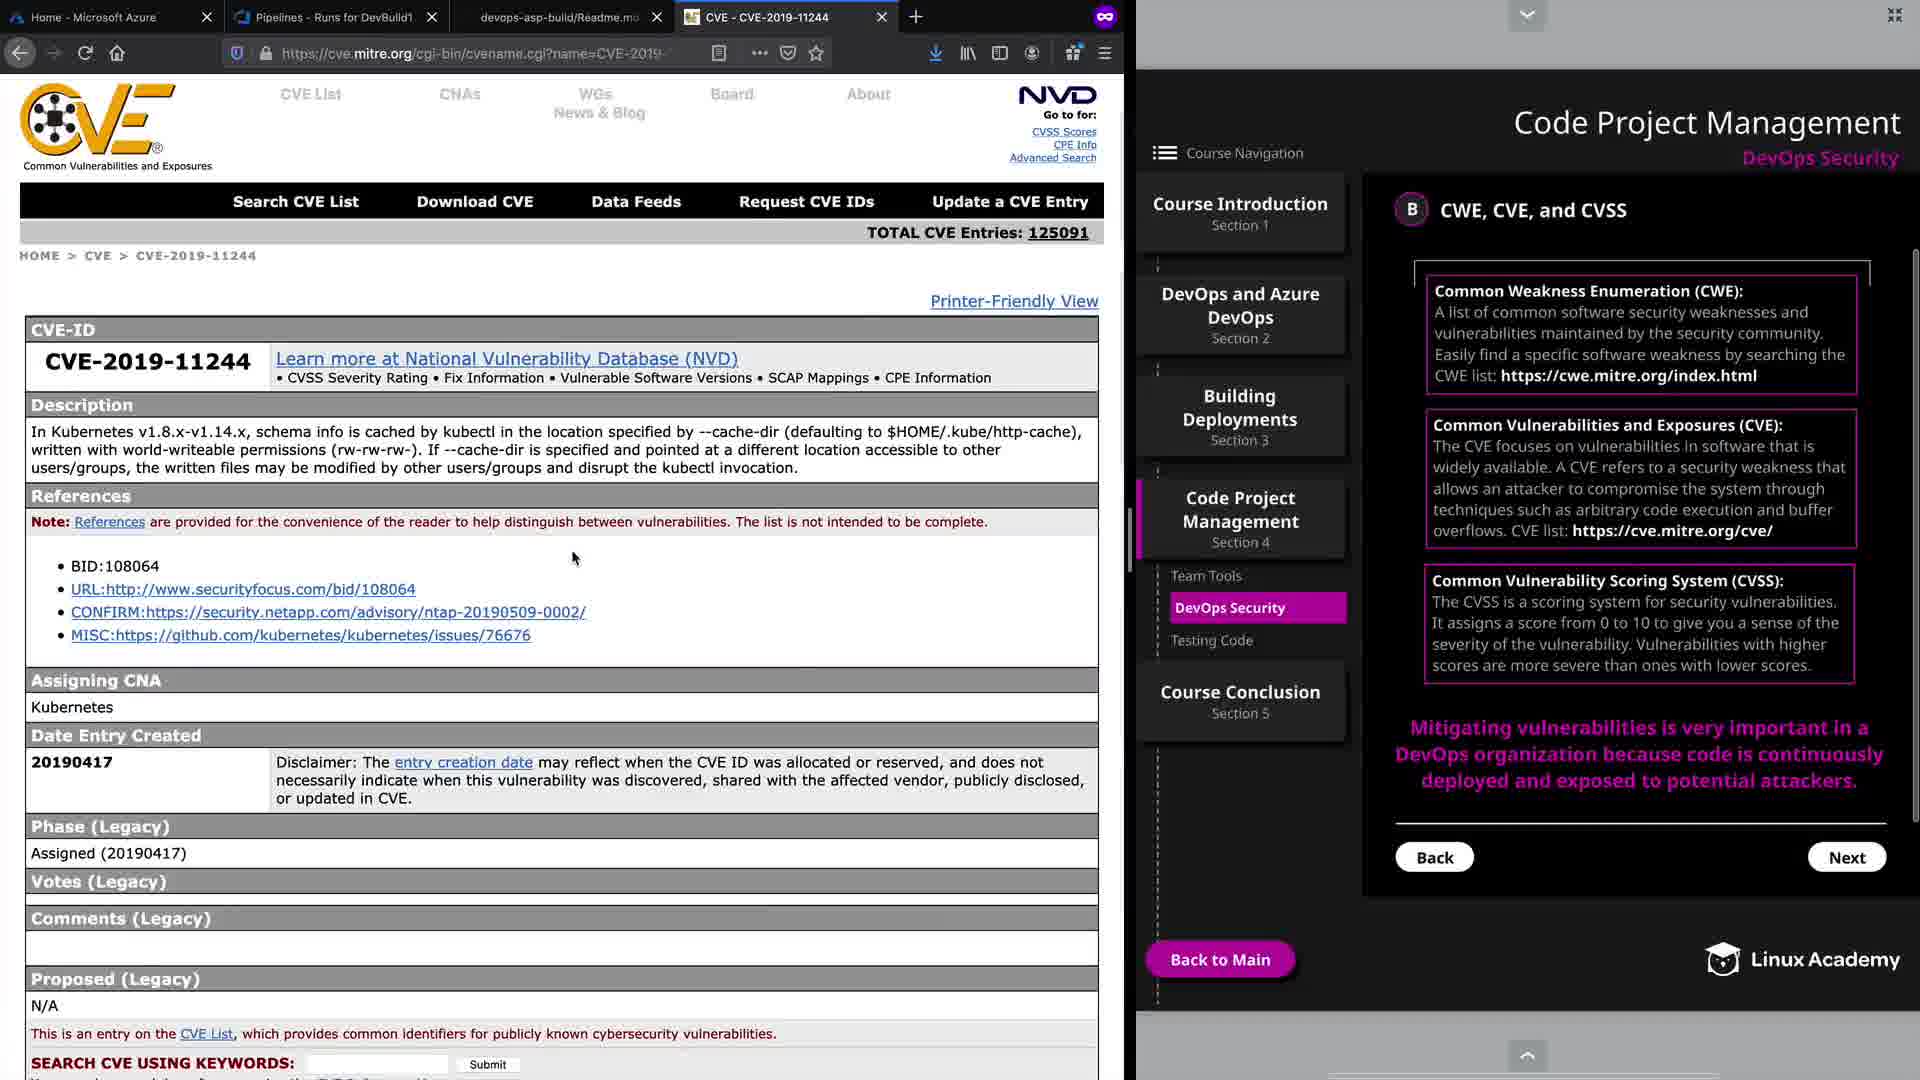 Home - Microsoft Azure
Pipelines - Runs for DevBuild1
devops-asp-build/Readme.md
CVE - CVE-2019-11244
https://cve.mitre.org/cgi-bin/cvename.cgi?name=CVE-2019-
CVE
Common Vulnerabilities and Exposures
CVE List
CNAs
WGs
Board
About
News & Blog
NVD
Go to for:
CVSS Scores
CPE Info
Advanced Search
Search CVE List
Download CVE
Data Feeds
Request CVE IDs
Update a CVE Entry
TOTAL CVE Entries: 125091
HOME > CVE > CVE-2019-11244
Printer-Friendly View
CVE-ID
CVE-2019-11244
Learn more at National Vulnerability Database (NVD)
• CVSS Severity Rating • Fix Information • Vulnerable Software Versions • SCAP Mappings • CPE Information
Description
In Kubernetes v1.8.x-v1.14.x, schema info is cached by kubectl in the location specified by --cache-dir (defaulting to $HOME/.kube/http-cache),
written with world-writeable permissions (rw-rw-rw-). If --cache-dir is specified and pointed at a different location accessible to other
users/groups, the written files may be modified by other users/groups and disrupt the kubectl invocation.
References
Note: References are provided for the convenience of the reader to help distinguish between vulnerabilities. The list is not intended to be complete.
• BID:108064
• URL:http://www.securityfocus.com/bid/108064
• CONFIRM:https://security.netapp.com/advisory/ntap-20190509-0002/
• MISC:https://github.com/kubernetes/kubernetes/issues/76676
Assigning CNA
Kubernetes
Date Entry Created
20190417
Disclaimer: The entry creation date may reflect when the CVE ID was allocated or reserved, and does not
necessarily indicate when this vulnerability was discovered, shared with the affected vendor, publicly disclosed,
or updated in CVE.
Phase (Legacy)
Assigned (20190417)
Votes (Legacy)
Comments (Legacy)
Proposed (Legacy)
N/A
This is an entry on the CVE List, which provides common identifiers for publicly known cybersecurity vulnerabilities.
SEARCH CVE USING KEYWORDS:
Submit
Code Project Management
DevOps Security
Course Navigation
Course Introduction
Section 1
DevOps and Azure
DevOps
Section 2
Building
Deployments
Section 3
Code Project
Management
Section 4
Team Tools
DevOps Security
Testing Code
Course Conclusion
Section 5
Back to Main
B CWE, CVE, and CVSS
Common Weakness Enumeration (CWE):
A list of common software security weaknesses and
vulnerabilities maintained by the security community.
Easily find a specific software weakness by searching the
CWE list: https://cwe.mitre.org/index.html
Common Vulnerabilities and Exposures (CVE):
The CVE focuses on vulnerabilities in software that is
widely available. A CVE refers to a security weakness that
allows an attacker to compromise the system through
techniques such as arbitrary code execution and buffer
overflows. CVE list: https://cve.mitre.org/cve/
Common Vulnerability Scoring System (CVSS):
The CVSS is a scoring system for security vulnerabilities.
It assigns a score from 0 to 10 to give you a sense of the
severity of the vulnerability. Vulnerabilities with higher
scores are more severe than ones with lower scores.
Mitigating vulnerabilities is very important in a
DevOps organization because code is continuously
deployed and exposed to potential attackers.
Back
Next
Linux Academy